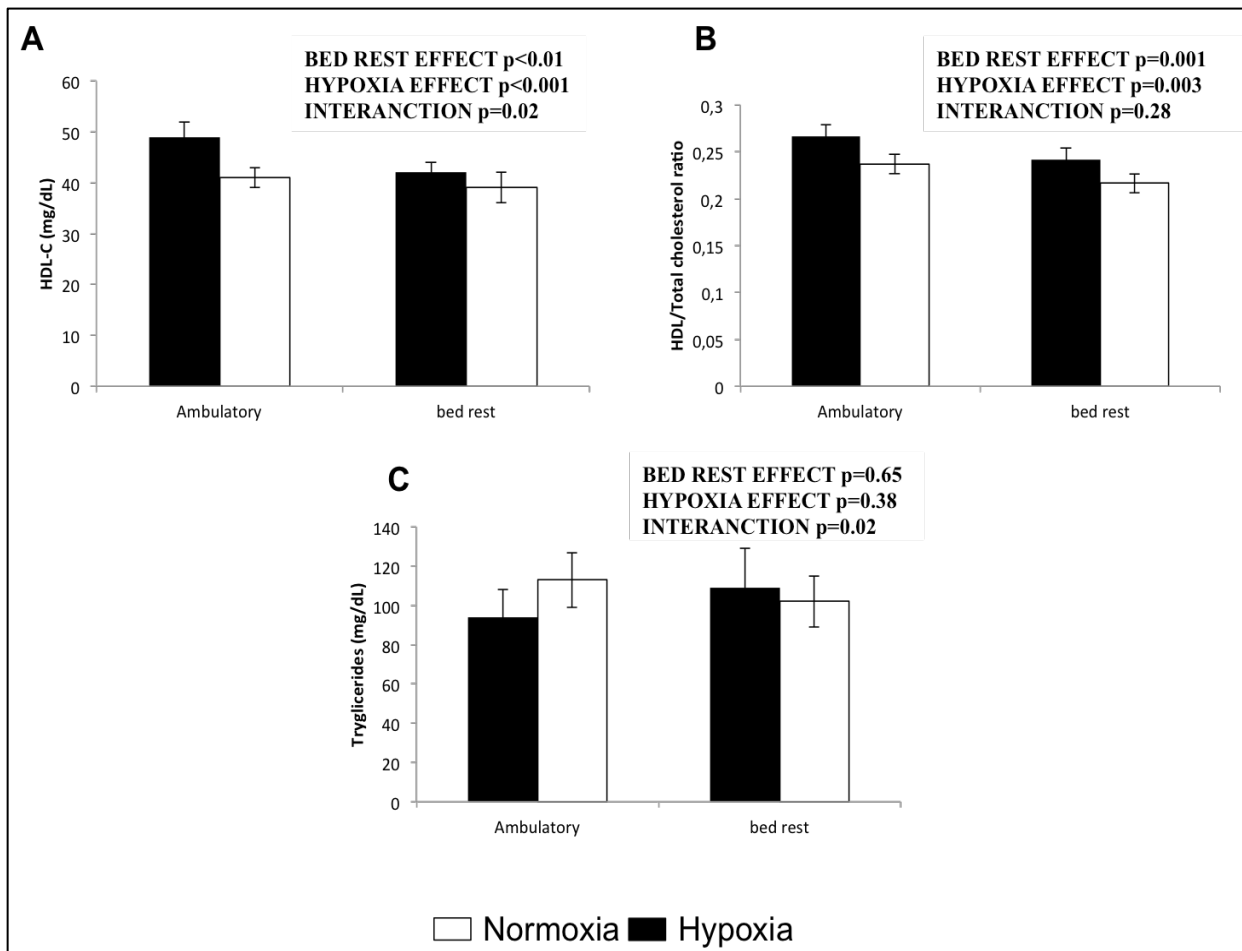 A
BED REST EFFECT p<0.01
HYPOXIA EFFECT p<0.001
INTERANCTION p=0.02
HDL-C (mg/dL)
60
50
40
30
20
10
0
Ambulatory
bed rest
B
BED REST EFFECT p=0.001
HYPOXIA EFFECT p=0.003
INTERANCTION p=0.28
HDL/Total cholesterol ratio
0,3
0,25
0,2
0,15
0,1
0,05
0
Ambulatory
bed rest
C
BED REST EFFECT p=0.65
HYPOXIA EFFECT p=0.38
INTERANCTION p=0.02
Tryglicerides (mg/dL)
140
120
100
80
60
40
20
0
Ambulatory
bed rest
Normoxia Hypoxia